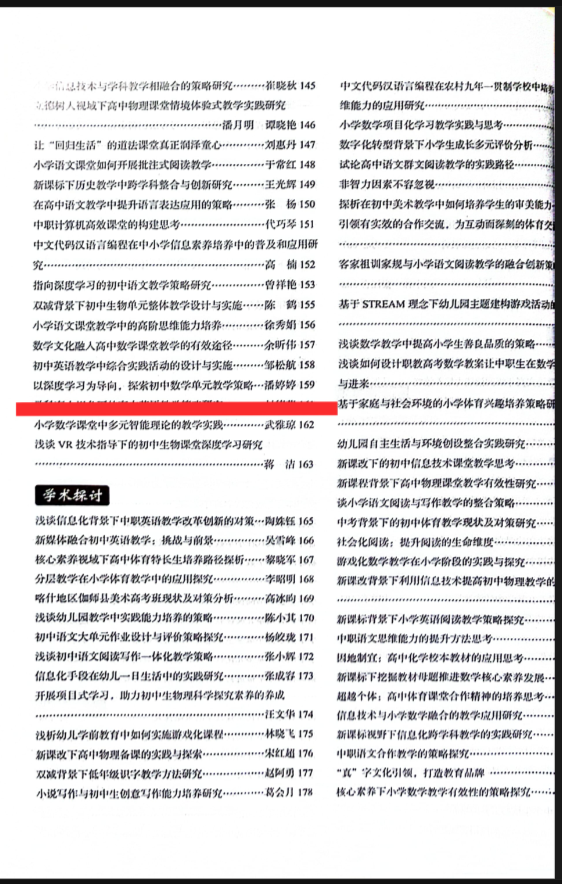 信息技术与学科教学相融合的策略研究………崔晓秋 145
立德树人视域下高中物理课堂情境体验式教学实践研究
……………………………………潘月明 谭晓艳 146
让“回归生活”的道法课堂真正润泽童心………刘惠丹 147
小学语文课堂如何开展批注式阅读教学…………于常红 148
新课标下历史教学中跨学科整合与创新研究……王光辉 149
在高中语文教学中提升语言表达应用的策略……张 杨 150
中职计算机高效课堂的构建思考…………………代巧琴 151
中文代码汉语言编程在中小学信息素养培养中的普及和应用研
究……………………………………………………高 楠 152
指向深度学习的初中语文教学策略研究…………曾祥艳 153
双减背景下初中生物单元整体教学设计与实施……陈 鹤 155
小学语文课堂教学中的高阶思维能力培养………徐秀娟 156
数学文化融入高中数学课堂教学的有效途径……余昕伟 157
初中英语教学中综合实践活动的设计与实施……邹松航 158
以深度学习为导向，探索初中数学单元教学策略…潘婷婷 159
小学数学课堂中多元智能理论的教学实践………武雅琼 162
浅谈 VR 技术指导下的初中生物课堂深度学习研究
………………………………………………………蒋 洁 163
学术探讨
浅谈信息化背景下中职英语教学改革创新的对策…陶姝钰 165
新媒体融合初中英语教学：挑战与前景…………吴雪峰 166
核心素养视域下高中体育特长生培养路径探析……黎晓军 167
分层教学在小学体育教学中的应用探究…………李昭明 168
喀什地区伽师县美术高考班现状及对策分析……高冰昀 169
浅谈幼儿园教学中实践能力培养的策略…………陈小其 170
初中语文大单元作业设计与评价策略探究………杨皎珑 171
浅谈初中语文阅读写作一体化教学策略…………张小辉 172
信息化手段在幼儿一日生活中的实践研究………张成容 173
开展项目式学习，助力初中生物理科学探究素养的养成
………………………………………………………汪文华 174
浅析幼儿学前教育中如何实施游戏化课程………林晓飞 175
新课改下高中物理备课的实践与探索……………宋红超 176
双减背景下低年级识字教学方法研究……………赵阿勇 177
小说写作与初中生创意写作能力培养研究………葛会月 178
中文代码汉语言编程在农村九年一贯制学校中培养
维能力的应用研究…………
小学数学项目化学习教学实践与思考…………
数字化转型背景下小学生成长多元评价分析……
试论高中语文群文阅读教学的实践路径…………
非智力因素不容忽视…………
探析在初中美术教学中如何培养学生的审美能力…
引领有实效的合作交流，为互动而深刻的体育交
…………………………
客家祖训家规与小学语文阅读教学的融合创新策
…………………………
基于 STREAM 理念下幼儿园主题建构游戏活动的
…………………………
浅谈数学教学中提高小学生善良品质的策略……
浅谈如何设计职教高考数学教案让中职生在数学
与进来…………………
基于家庭与社会环境的小学体育兴趣培养策略研
…………………………
幼儿园自主生活与环境创设整合实践研究………
新课改下的初中信息技术课堂教学思考…………
新课程背景下高中物理课堂教学有效性研究……
谈小学语文阅读与写作教学的整合策略…………
中考背景下的初中体育教学现状及对策研究……
社会化阅读：提升阅读的生命维度…………
游戏化数学教学在小学阶段的实践与探究………
新课改背景下利用信息技术提高初中物理教学的
…………………………
新课标背景下小学英语阅读教学策略探究………
中职语文思维能力的提升方法思考…………
因地制宜：高中化学校本教材的应用思考………
新课标下挖掘教材母题推进数学核心素养发展…
超越个体：高中体育课堂合作精神的培养思考…
信息技术与小学数学融合的教学应用研究………
新课标视野下信息化跨学科教学的实践研究……
中职语文合作教学的策略探究…………
“真”字文化引领，打造教育品牌…………
核心素养下小学数学教学有效性的策略探究……